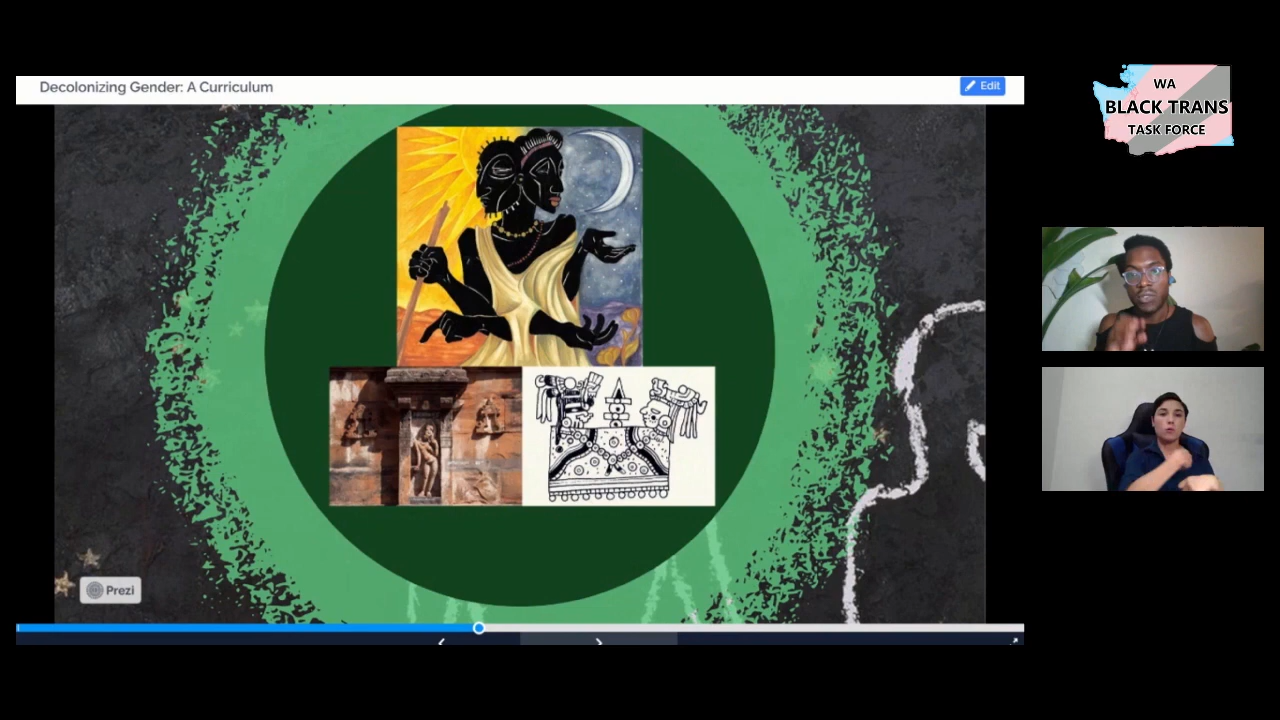 Decolonizing Gender: A Curriculum
Edit
WA
BLACK TRANS
TASK FORCE
Prezi